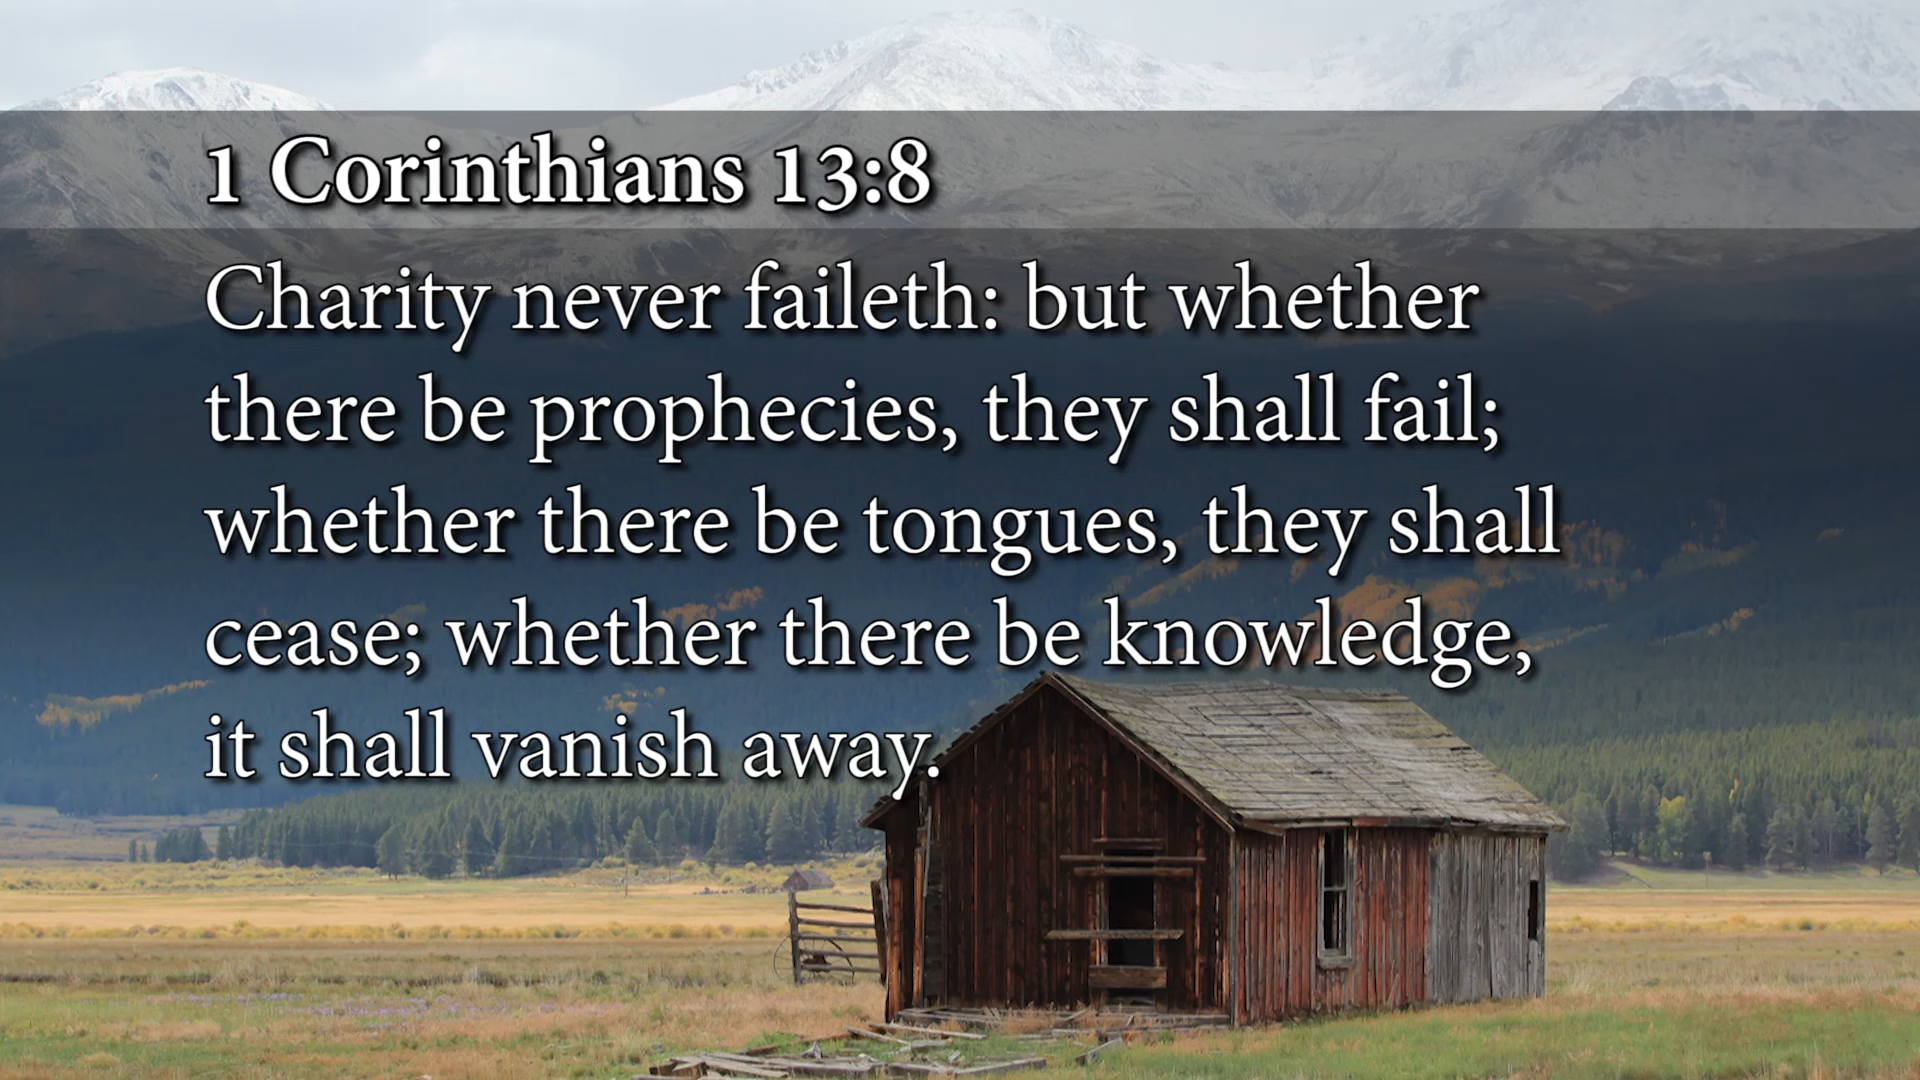 1 Corinthians 13:8
Charity never faileth: but whether
there be prophecies, they shall fail;
whether there be tongues, they shall
cease; whether there be knowledge,
it shall vanish away.